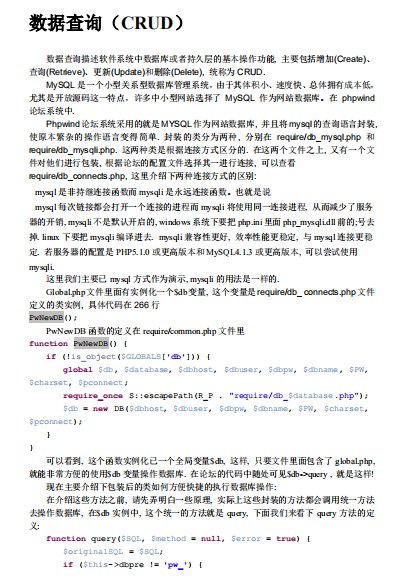 数据查询（CRUD）
数据查询描述软件系统中数据库或者持久层的基本操作功能, 主要包括增加(Create)、
查询(Retrieve)、更新(Update)和删除(Delete), 统称为 CRUD.
MySQL 是一个小型关系型数据库管理系统，由于其体积小、速度快、总体拥有成本低，
尤其是开放源码这一特点，许多中小型网站选择了 MySQL 作为网站数据库。在 phpwind
论坛系统中.
Phpwind 论坛系统采用的就是 MYSQL 作为网站数据库, 并且将 mysql 的查询语言封装,
使原本繁杂的操作语言变得简单. 封装的类分为两种, 分别在 require/db_mysql.php 和
require/db_mysqli.php. 这两种类是根据连接方式区分的. 在这两个文件之上, 又有一个文
件对他们进行包装, 根据论坛的配置文件选择其一进行连接, 可以查看
require/db_connects.php, 这里介绍下两种连接方式的区别:
mysql 是非持继连接函数而 mysqli 是永远连接函数。也就是说
mysql 每次链接都会打开一个连接的进程而 mysqli 将使用同一连接进程, 从而减少了服务
器的开销, mysqli 不是默认开启的, windows 系统下要把 php.ini 里面 php_mysqli.dll 前的;号去
掉. linux 下要把 mysqli 编译进去. mysqli 兼容性更好, 效率性能更稳定, 与 mysql 连接更稳
定. 若服务器的配置是 PHP5.1.0 或更高版本和 MySQL4.1.3 或更高版本, 可以尝试使用
mysqli.
这里我们主要已 mysql 方式作为演示, mysqli 的用法是一样的.
Global.php 文件里面有实例化一个$db 变量, 这个变量是 require/db_ connects.php 文件
定义的类实例, 具体代码在 266 行
PwNewDB();
PwNewDB 函数的定义在 require/common.php 文件里
function PwNewDB() {
if (!is_object($GLOBALS['db'])) {
global $db, $database, $dbhost, $dbuser, $dbpw, $dbname, $PW,
$charset, $pconnect;
require_once S::escapePath(R_P . "require/db_$database.php");
$db = new DB($dbhost, $dbuser, $dbpw, $dbname, $PW, $charset,
$pconnect);
}
}
可以看到, 这个函数实例化已一个全局变量$db, 这样, 只要文件里面包含了 global.php,
就能非常方便的使用$db 变量操作数据库. 在论坛的代码中随处可见$db->query , 就是这样!
现在主要介绍下包装后的类如何方便快捷的执行数据库操作:
在介绍这些方法之前, 请先弄明白一些原理, 实际上这些封装的方法都会调用统一方法
去操作数据库, 在$db 实例中, 这个统一的方法就是 query, 下面我们来看下 query 方法的定
义:
function query($SQL, $method = null, $error = true) {
$originalSQL = $SQL;
if ($this->dbpre != 'pw_') {